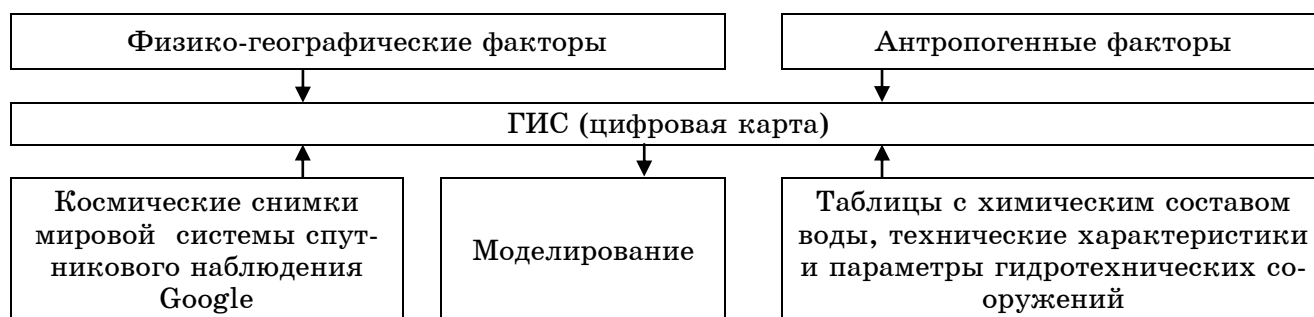 Физико-географические факторы
Антропогенные факторы
ГИС (цифровая карта)
Космические снимки
мировой системы спут-
никового наблюдения
Google
Моделирование
Таблицы с химическим составом
воды, технические характеристики
и параметры гидротехнических со-
оружений